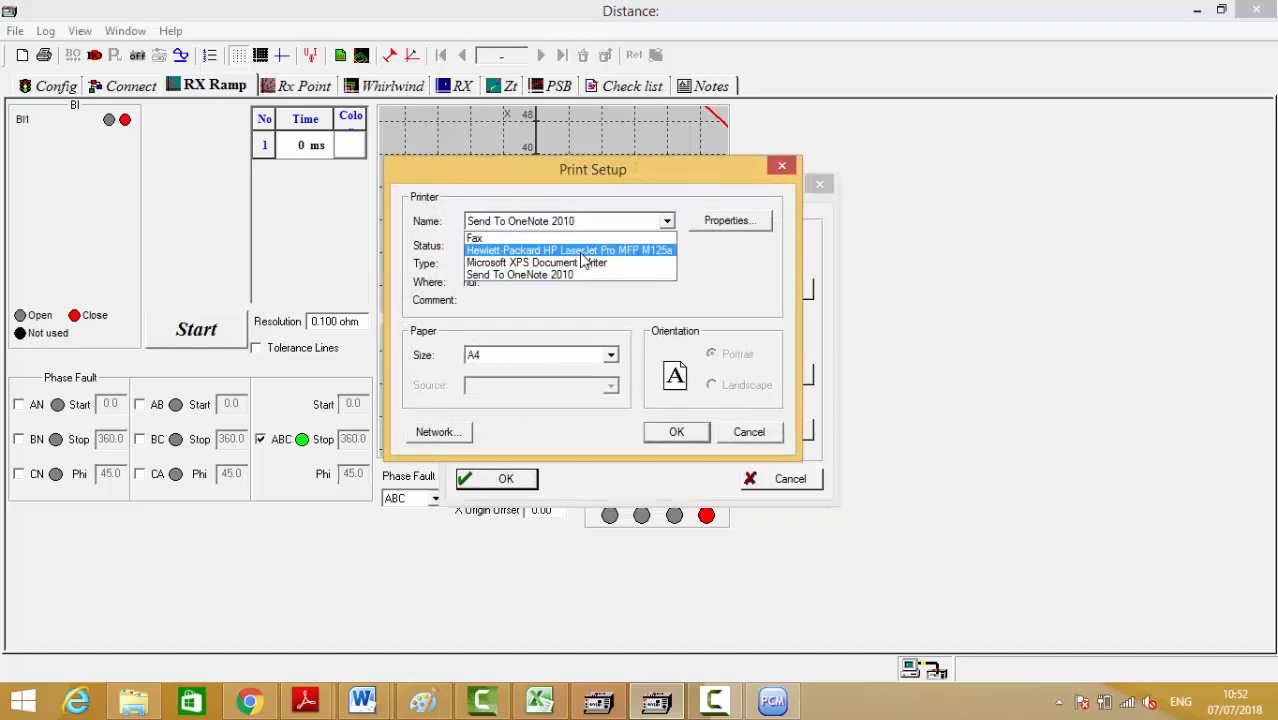 Distance:
File Log View Window Help
Config Connect RX Ramp Rx Point Whirlwind RX Zt PSB Check list Notes
BI
BI1
No Time Colo
1 0 ms
X
48
40
Print Setup
Printer
Name: Send To OneNote 2010 Properties...
Fax
Status:
Hewlett-Packard HP LaserJet Pro MFP M125a
Type:
Microsoft XPS Document Writer
Send To OneNote 2010
Where:
Comment:
Paper
Size: A4
Source:
Orientation
A
Portrait
Landscape
Network... OK Cancel
Open Close
Not used
Start
Resolution 0.100 ohm
Tolerance Lines
Phase Fault
AN Start 0.0 AB Start 0.0 Start 0.0
BN Stop 360.0 BC Stop 360.0 ABC Stop 360.0
CN Phi 45.0 CA Phi 45.0 Phi 45.0
Phase Fault
ABC
OK Cancel
X Origin Offset 0.00
ENG
10:52
07/07/2018
PCM